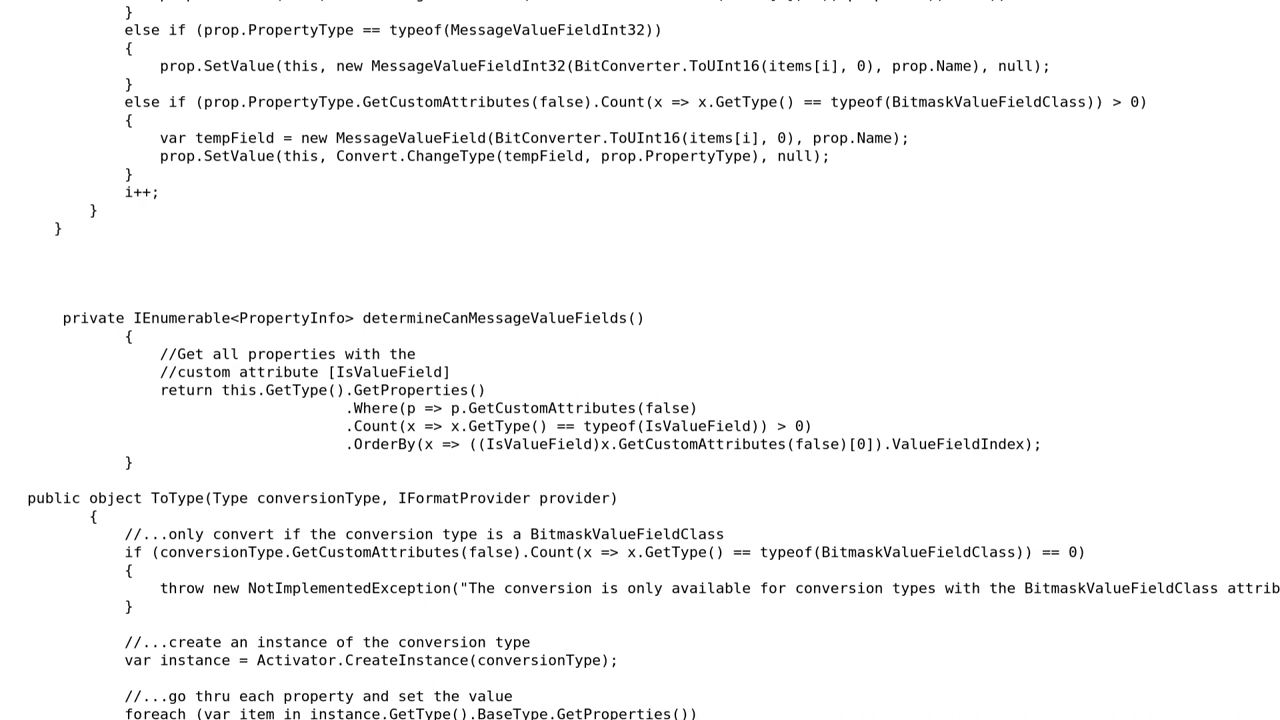 }
else if (prop.PropertyType == typeof(MessageValueFieldInt32))
{
prop.SetValue(this, new MessageValueFieldInt32(BitConverter.ToUInt16(items[i], 0), prop.Name), null);
}
else if (prop.PropertyType.GetCustomAttributes(false).Count(x => x.GetType() == typeof(BitmaskValueFieldClass)) > 0)
{
var tempField = new MessageValueField(BitConverter.ToUInt16(items[i], 0), prop.Name);
prop.SetValue(this, Convert.ChangeType(tempField, prop.PropertyType), null);
}
i++;
}
}
private IEnumerable<PropertyInfo> determineCanMessageValueFields()
{
//Get all properties with the
//custom attribute [IsValueField]
return this.GetType().GetProperties()
.Where(p => p.GetCustomAttributes(false)
.Count(x => x.GetType() == typeof(IsValueField)) > 0)
.OrderBy(x => ((IsValueField)x.GetCustomAttributes(false)[0]).ValueFieldIndex);
}
public object ToType(Type conversionType, IFormatProvider provider)
{
//...only convert if the conversion type is a BitmaskValueFieldClass
if (conversionType.GetCustomAttributes(false).Count(x => x.GetType() == typeof(BitmaskValueFieldClass)) == 0)
{
throw new NotImplementedException("The conversion is only available for conversion types with the BitmaskValueFieldClass attrib
}
//...create an instance of the conversion type
var instance = Activator.CreateInstance(conversionType);
//...go thru each property and set the value
foreach (var item in instance.GetType().BaseType.GetProperties())